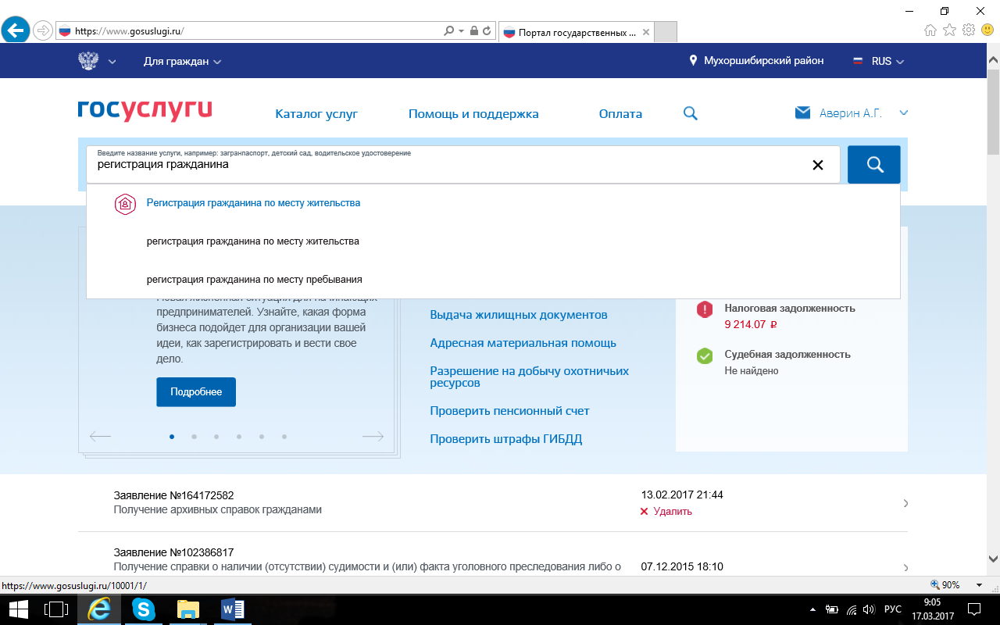 https://www.gosuslugi.ru/
Портал государственных ...
Для граждан
Мухоршибирский район
RUS
госуслуги
Каталог услуг
Помощь и поддержка
Оплата
Аверин А.Г.
Введите название услуги, например: загранпаспорт, детский сад, водительское удостоверение
регистрация гражданина
Регистрация гражданина по месту жительства
регистрация гражданина по месту жительства
регистрация гражданина по месту пребывания
Новая жизненная ситуация для начинающих
предпринимателей. Узнайте, какая форма
бизнеса подойдет для организации вашей
идеи, как зарегистрировать и вести свое
дело.
Подробнее
Выдача жилищных документов
Адресная материальная помощь
Разрешение на добычу охотничьих
ресурсов
Проверить пенсионный счет
Проверить штрафы ГИБДД
Налоговая задолженность
9 214.07 ₽
Судебная задолженность
Не найдено
Заявление №164172582
Получение архивных справок гражданами
13.02.2017 21:44
Удалить
Заявление №102386817
Получение справки о наличии (отсутствии) судимости и (или) факта уголовного преследования либо о
07.12.2015 18:10
https://www.gosuslugi.ru/10001/1/
90%
РУС
9:05
17.03.2017